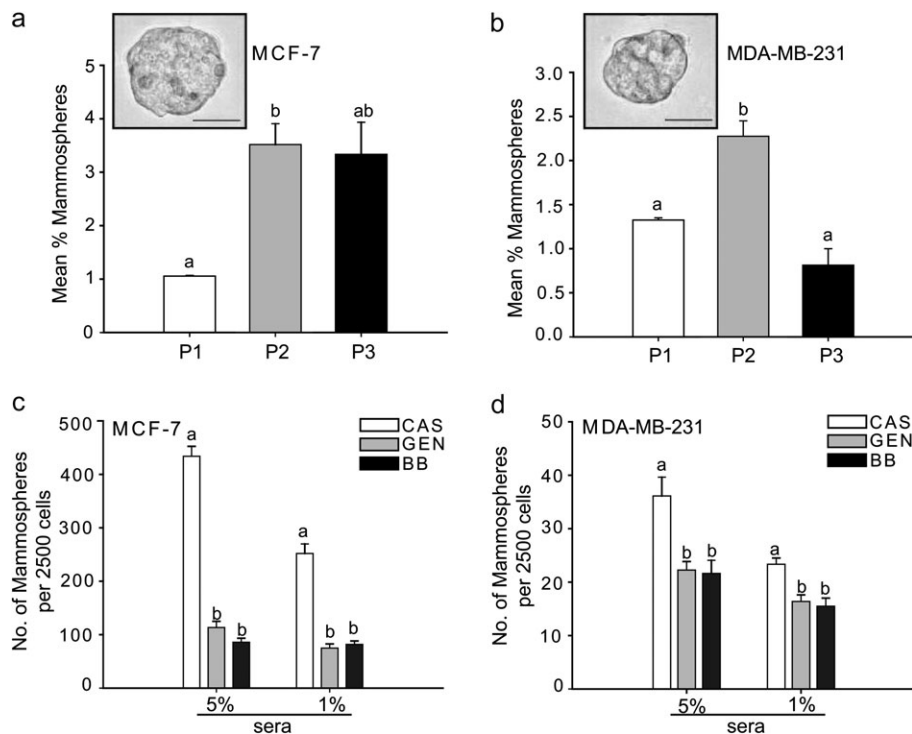 a
MCF-7
5
4
3
2
1
0
Mean % Mammospheres
a
b
ab
P1 P2 P3
b
MDA-MB-231
3.0
2.5
2.0
1.5
1.0
0.5
0.0
Mean % Mammospheres
a
b
a
P1 P2 P3
c
MCF-7
CAS
GEN
BB
500
400
300
200
100
0
No. of Mammospheres
per 2500 cells
a
b b
a
b b
5% 1%
sera
d
MDA-MB-231
CAS
GEN
BB
50
40
30
20
10
0
No. of Mammospheres
per 2500 cells
a
b b
a
b b
5% 1%
sera